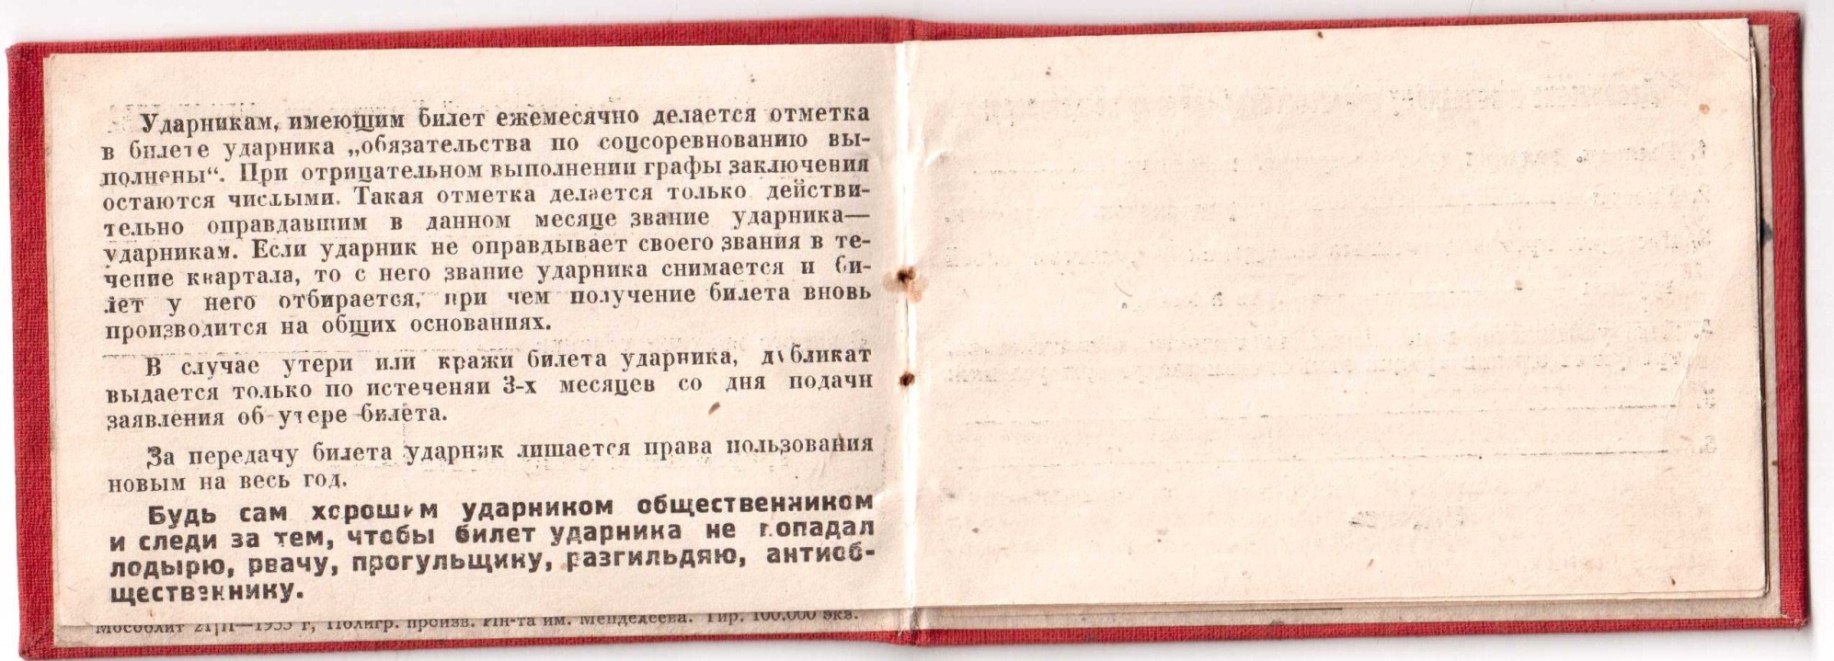 Ударникам, имеющим билет ежемесячно делается отметка
в билете ударника „обязательства по соцсоревнованию вы-
полнены“. При отрицательном выполнении графы заключения
остаются чистыми. Такая отметка делается только действи-
тельно оправдавшим в данном месяце звание ударника—
ударникам. Если ударник не оправдывает своего звания в те-
чение квартала, то с него звание ударника снимается и би-
лет у него отбирается, при чем получение билета вновь
производится на общих основаниях.
В случае утери или кражи билета ударника, дубликат
выдается только по истечении 3-х месяцев со дня подачи
заявления об утере билета.
За передачу билета ударник лишается права пользования
новым на весь год.
Будь сам хорошим ударником общественником
и следи за тем, чтобы билет ударника не попадал
лодырю, рвачу, прогульщику, разгильдяю, антиоб-
щественнику.
Мособлит 21|II—1933 г, Полигр. произв. Ин-та им. Менделеева. Тир. 100.000 экз.